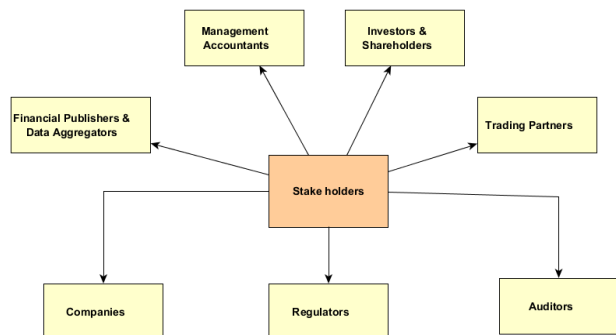 Management
Accountants
Investors &
Shareholders
Financial Publishers &
Data Aggregators
Trading Partners
Stake holders
Companies
Regulators
Auditors